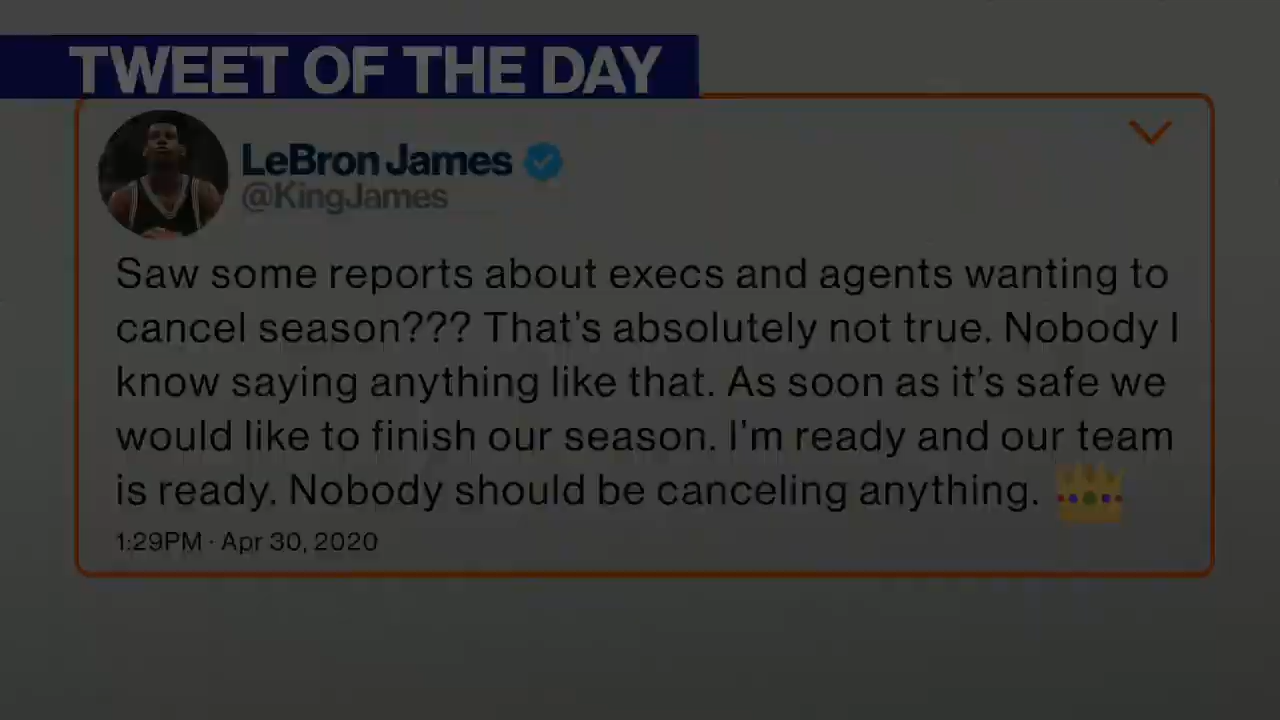 TWEET OF THE DAY
LeBron James
@KingJames
Saw some reports about execs and agents wanting to
cancel season??? That's absolutely not true. Nobody I
know saying anything like that. As soon as it's safe we
would like to finish our season. I'm ready and our team
is ready. Nobody should be canceling anything. 👑
1:29PM · Apr 30, 2020